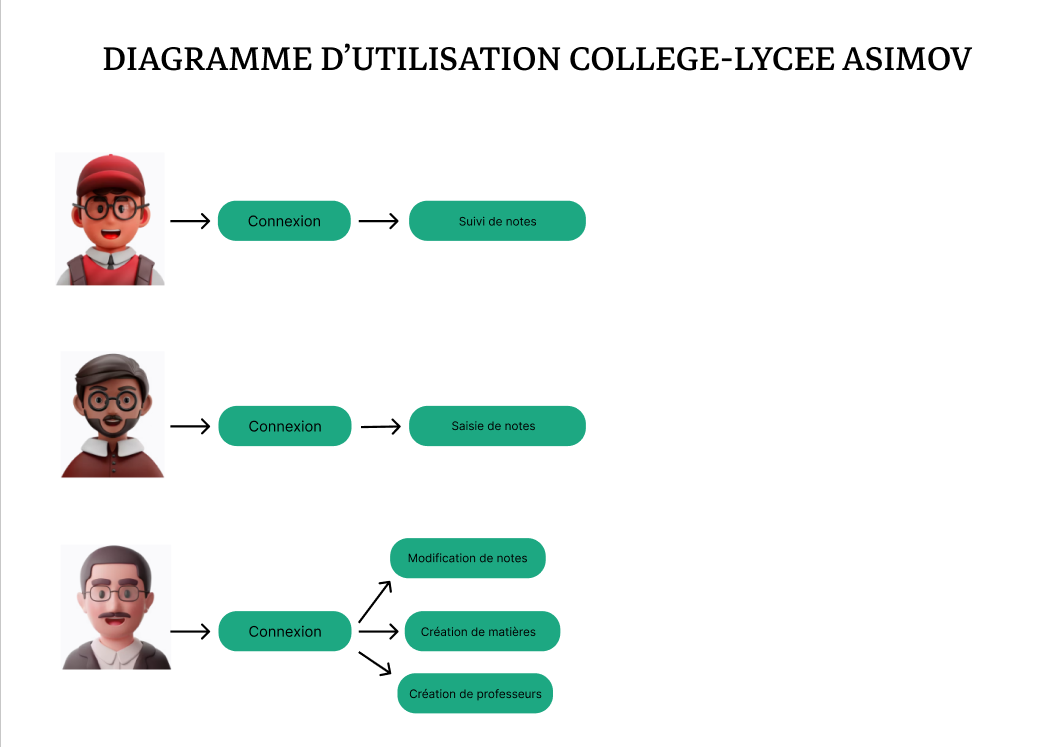 DIAGRAMME D’UTILISATION COLLEGE-LYCEE ASIMOV
Connexion
Suivi de notes
Connexion
Saisie de notes
Modification de notes
Connexion
Création de matières
Création de professeurs